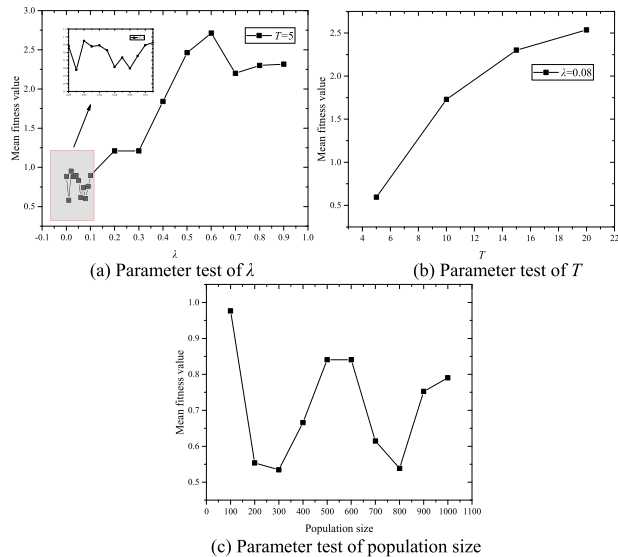 3.0
2.5
2.0
1.5
1.0
0.5
Mean fitness value
T=5
-0.1 0.0 0.1 0.2 0.3 0.4 0.5 0.6 0.7 0.8 0.9 1.0
λ
(a) Parameter test of λ
3.0
2.5
2.0
1.5
1.0
0.5
Mean fitness value
λ=0.08
4 6 8 10 12 14 16 18 20 22
T
(b) Parameter test of T
1.0
0.9
0.8
0.7
0.6
0.5
0.4
Mean fitness value
0 100 200 300 400 500 600 700 800 900 1000 1100
Population size
(c) Parameter test of population size